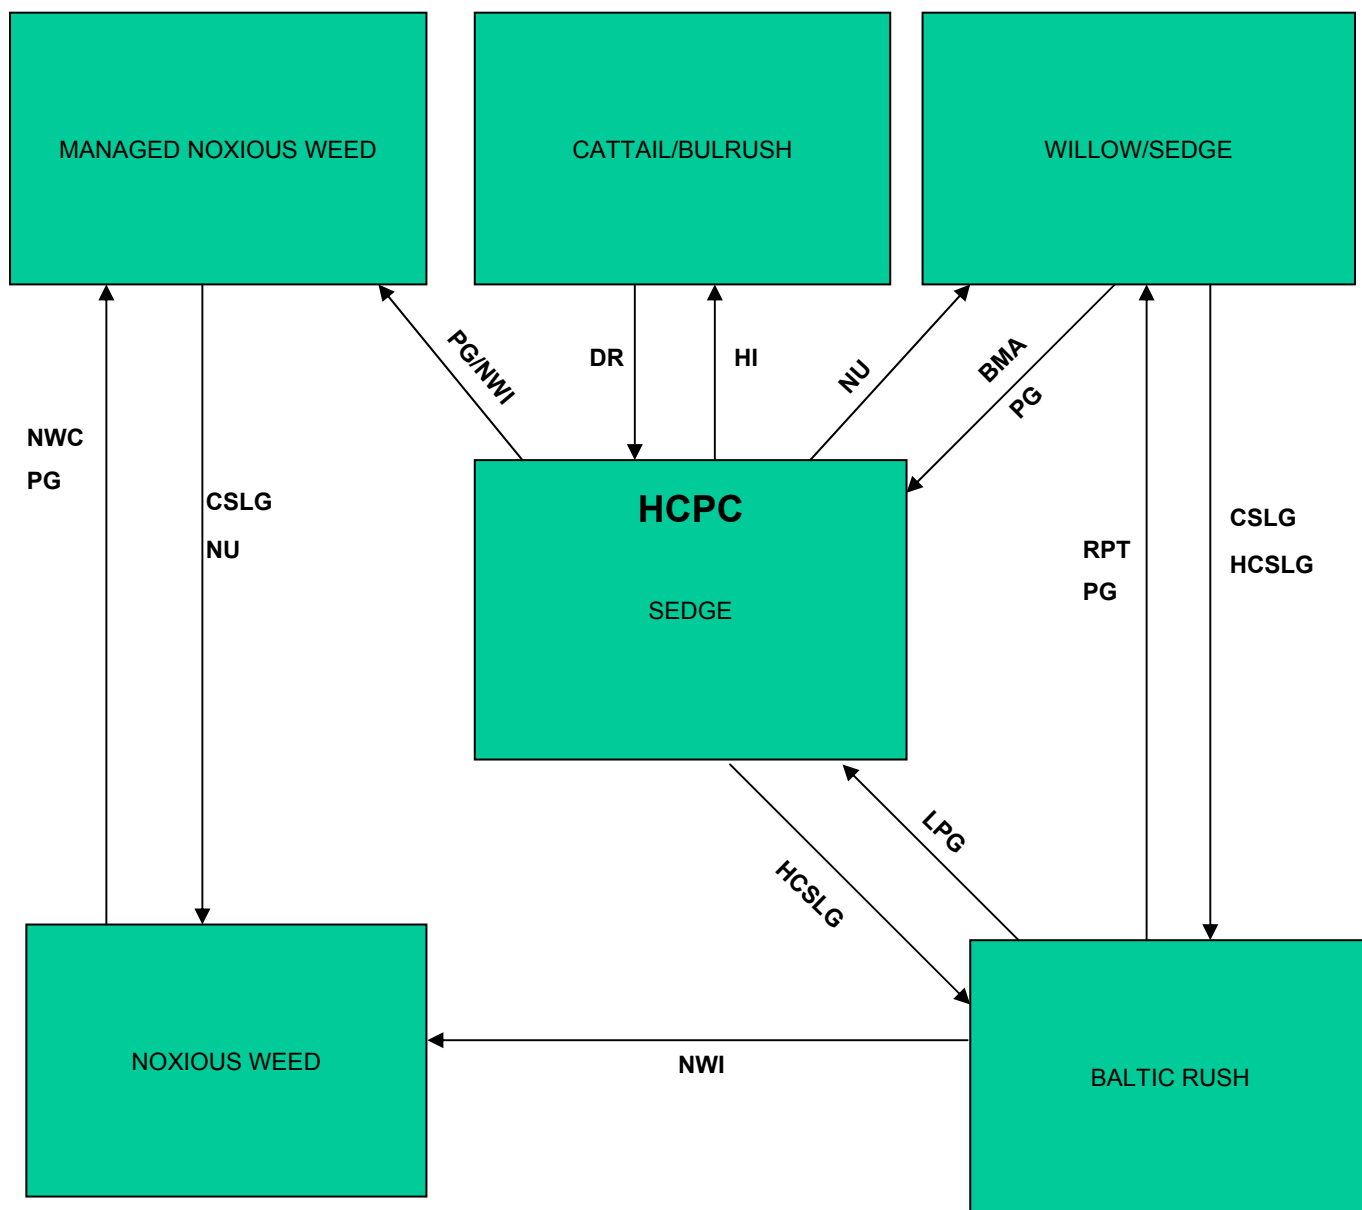 MANAGED NOXIOUS WEED
CATTAIL/BULRUSH
WILLOW/SEDGE
PG/NWI
DR
HI
NU
BMA
PG
NWC
PG
CSLG
NU
HCPC
SEDGE
RPT
PG
CSLG
HCSLG
LPG
HCSLG
NWI
NOXIOUS WEED
BALTIC RUSH